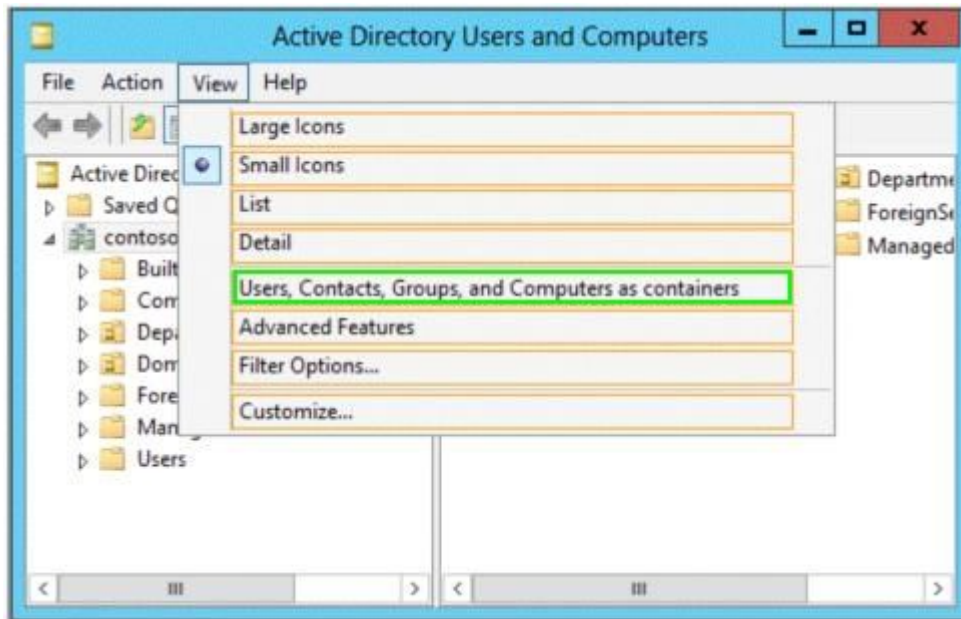 Active Directory Users and Computers
File Action View Help
Large Icons
Small Icons
List
Detail
Users, Contacts, Groups, and Computers as containers
Advanced Features
Filter Options...
Customize...
Active Direc
Saved Q
contoso
Built
Com
Depa
Dom
Fore
Man
Users
Departme
ForeignSe
Managed